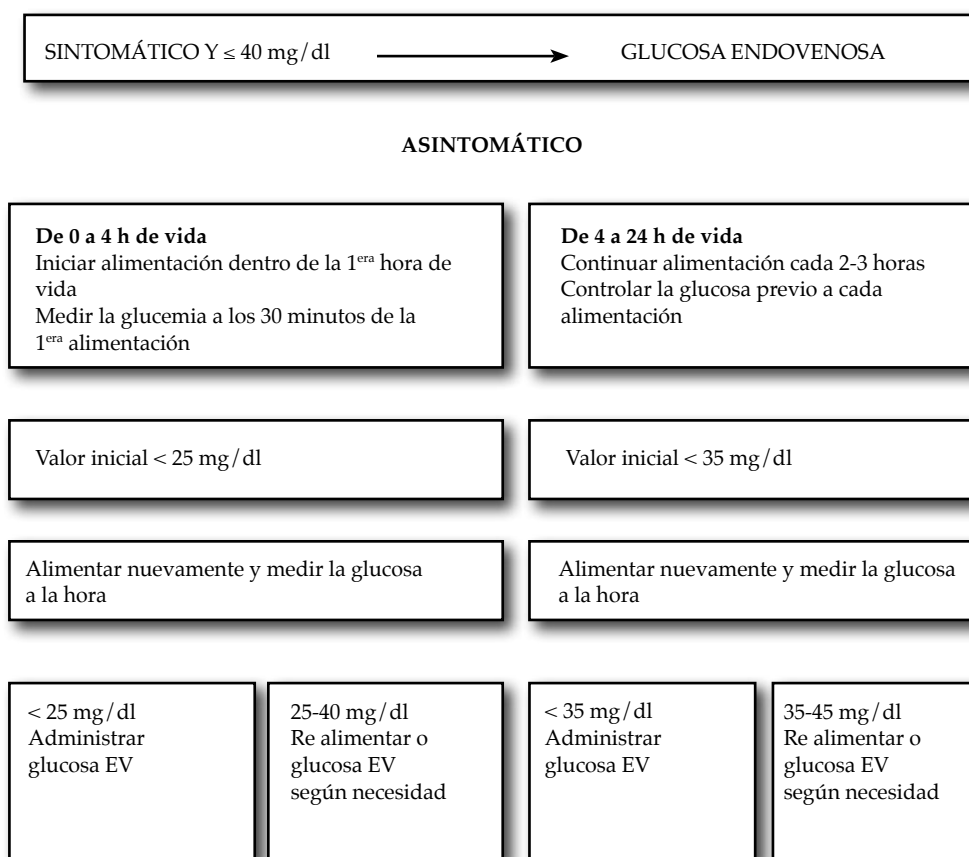 SINTOMÁTICO Y ≤ 40 mg/dl GLUCOSA ENDOVENOSA
ASINTOMÁTICO
De 0 a 4 h de vida
Iniciar alimentación dentro de la 1era hora de
vida
Medir la glucemia a los 30 minutos de la
1era alimentación
De 4 a 24 h de vida
Continuar alimentación cada 2-3 horas
Controlar la glucosa previo a cada
alimentación
Valor inicial < 25 mg/dl
Valor inicial < 35 mg/dl
Alimentar nuevamente y medir la glucosa
a la hora
Alimentar nuevamente y medir la glucosa
a la hora
< 25 mg/dl
Administrar
glucosa EV
25-40 mg/dl
Re alimentar o
glucosa EV
según necesidad
< 35 mg/dl
Administrar
glucosa EV
35-45 mg/dl
Re alimentar o
glucosa EV
según necesidad